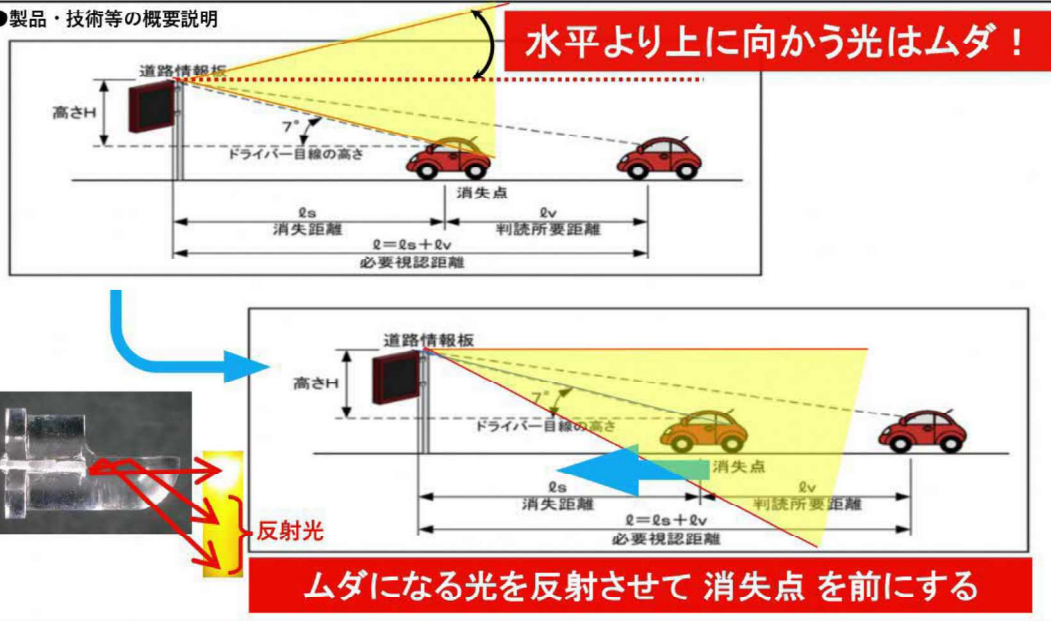 ●製品・技術等の概要説明
水平より上に向かう光はムダ！
道路情報板
高さH
7°
ドライバー目線の高さ
消失点
ℓs
消失距離
ℓv
判読所要距離
ℓ=ℓs+ℓv
必要視認距離
道路情報板
高さH
7°
ドライバー目線の高さ
消失点
ℓs
消失距離
ℓv
判読所要距離
ℓ=ℓs+ℓv
必要視認距離
反射光
ムダになる光を反射させて 消失点 を前にする